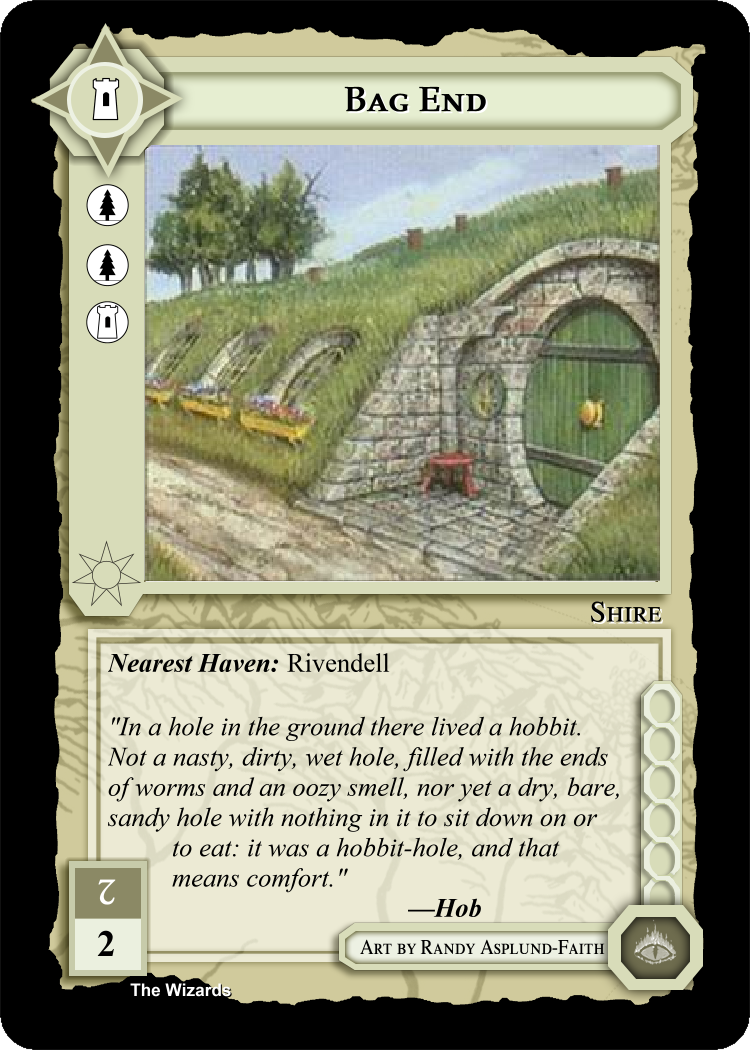 BAG END
SHIRE
Nearest Haven: Rivendell
"In a hole in the ground there lived a hobbit.
Not a nasty, dirty, wet hole, filled with the ends
of worms and an oozy smell, nor yet a dry, bare,
sandy hole with nothing in it to sit down on or
to eat: it was a hobbit-hole, and that
means comfort."
—Hob
2
2
ART BY RANDY ASPLUND-FAITH
The Wizards